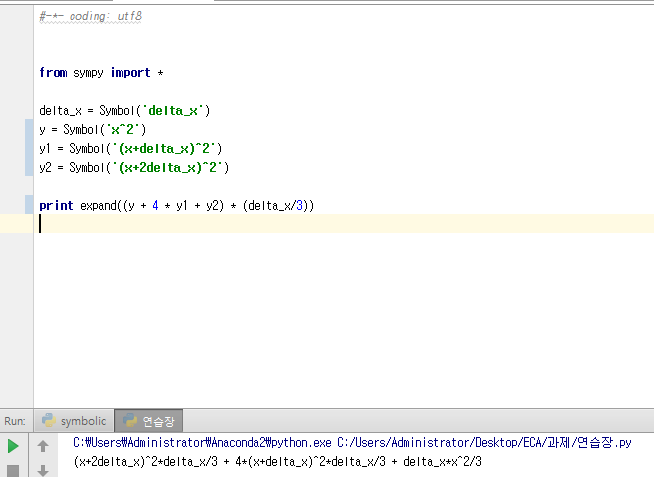 #-*- coding: utf8
from sympy import *
delta_x = Symbol('delta_x')
y = Symbol('x^2')
y1 = Symbol('(x+delta_x)^2')
y2 = Symbol('(x+2delta_x)^2')
print expand((y + 4 * y1 + y2) * (delta_x/3))
Run: symbolic 연습장
C:₩Users₩Administrator₩Anaconda2₩python.exe C:/Users/Administrator/Desktop/ECA/과제/연습장.py
(x+2delta_x)^2*delta_x/3 + 4*(x+delta_x)^2*delta_x/3 + delta_x*x^2/3